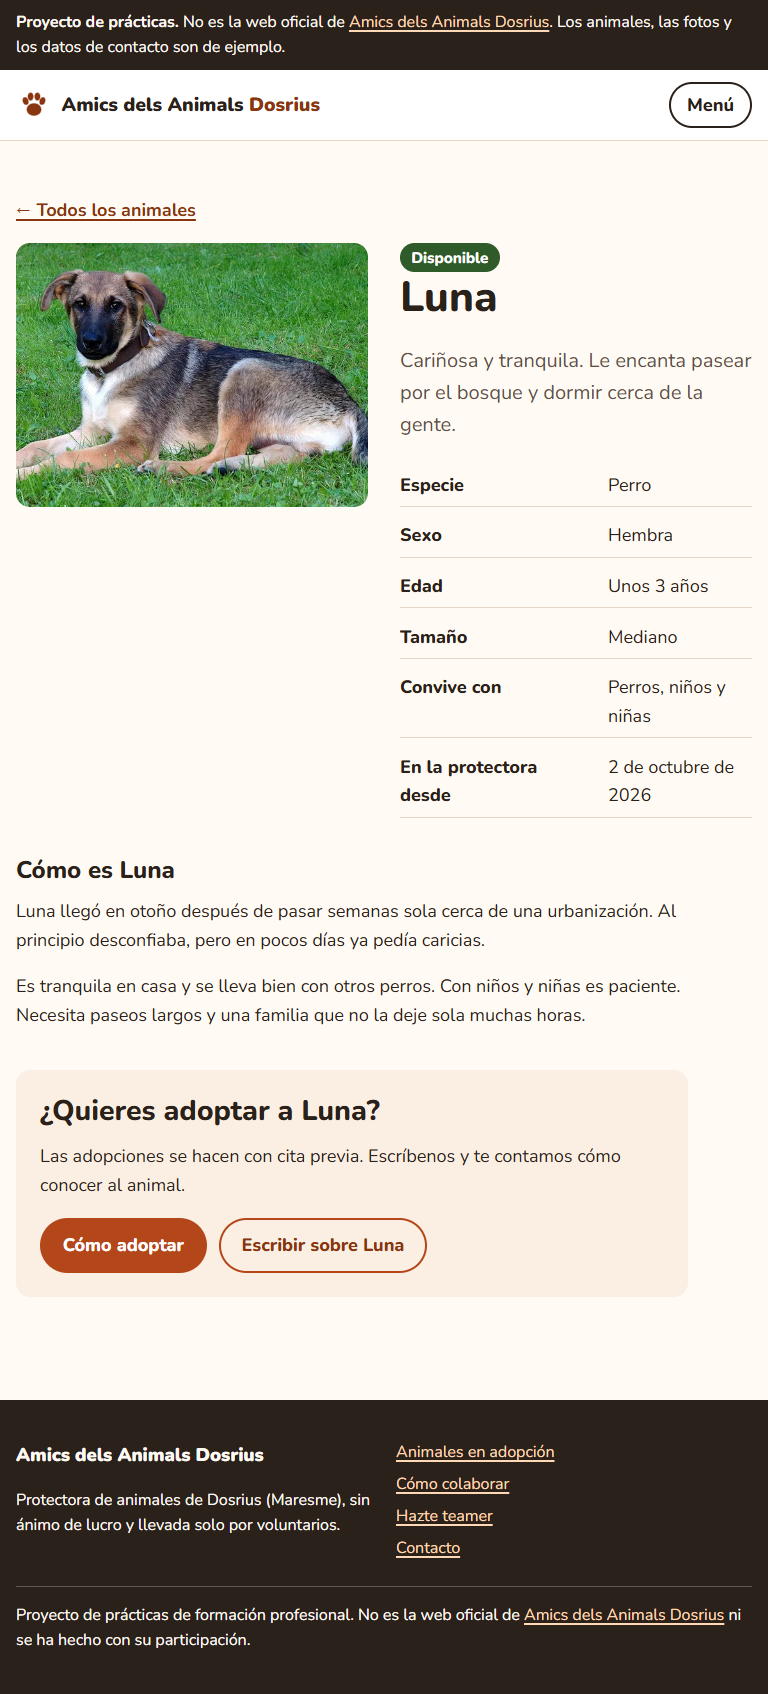 Proyecto de prácticas. No es la web oficial de Amics dels Animals Dosrius. Los animales, las fotos y
los datos de contacto son de ejemplo.
Amics dels Animals Dosrius
Menú
← Todos los animales
Disponible
Luna
Cariñosa y tranquila. Le encanta pasear
por el bosque y dormir cerca de la
gente.
Especie Perro
Sexo Hembra
Edad Unos 3 años
Tamaño Mediano
Convive con Perros, niños y
niñas
En la protectora 2 de octubre de
desde 2026
Cómo es Luna
Luna llegó en otoño después de pasar semanas sola cerca de una urbanización. Al
principio desconfiaba, pero en pocos días ya pedía caricias.
Es tranquila en casa y se lleva bien con otros perros. Con niños y niñas es paciente.
Necesita paseos largos y una familia que no la deje sola muchas horas.
¿Quieres adoptar a Luna?
Las adopciones se hacen con cita previa. Escríbenos y te contamos cómo
conocer al animal.
Cómo adoptar
Escribir sobre Luna
Amics dels Animals Dosrius
Protectora de animales de Dosrius (Maresme), sin
ánimo de lucro y llevada solo por voluntarios.
Animales en adopción
Cómo colaborar
Hazte teamer
Contacto
Proyecto de prácticas de formación profesional. No es la web oficial de Amics dels Animals Dosrius ni
se ha hecho con su participación.